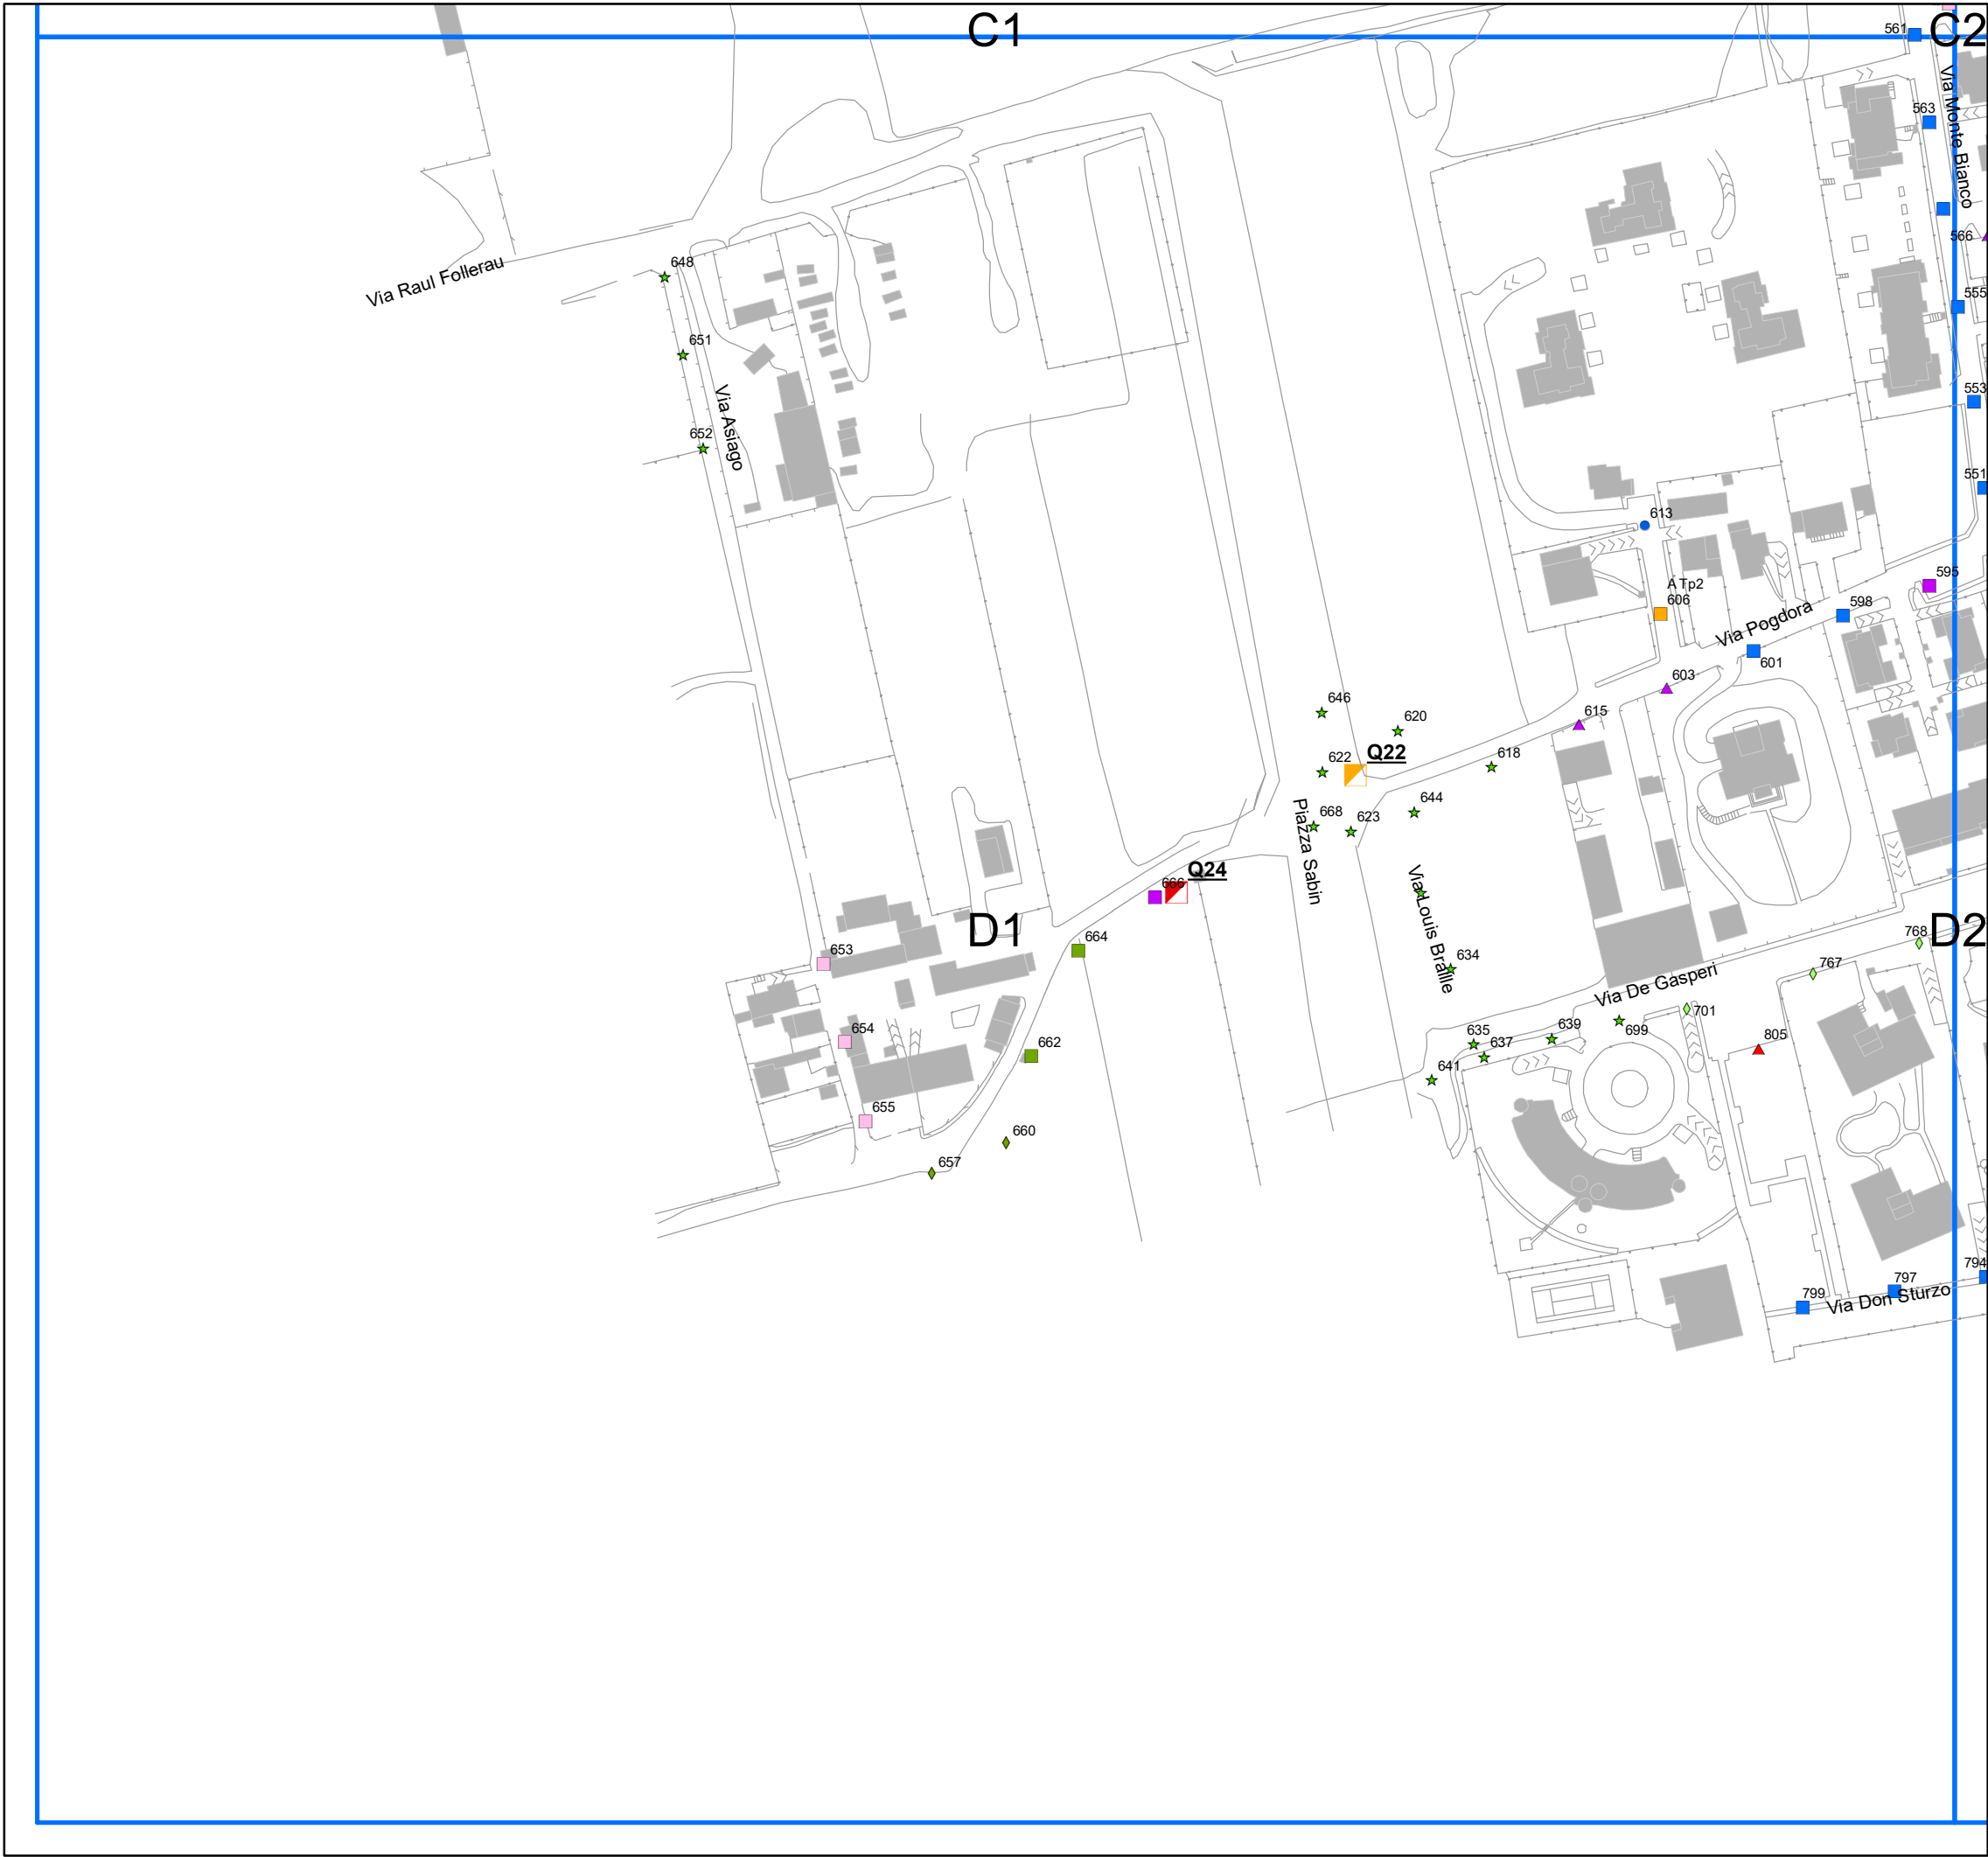 C1
C2
561
Via Monte Bianco
563
566
555
553
551
Via Raul Follerau
648
651
652
Via Asiago
613
A Tp2
606
595
598
Via Pogdora
601
603
615
646
620
622
Q22
618
644
668
623
Piazza Sabin
Q24
666
Via Louis Braille
D1
D2
664
653
634
768
767
Via De Gasperi
701
699
639
635
637
641
805
654
662
655
660
657
794
797
799
Via Don Sturzo